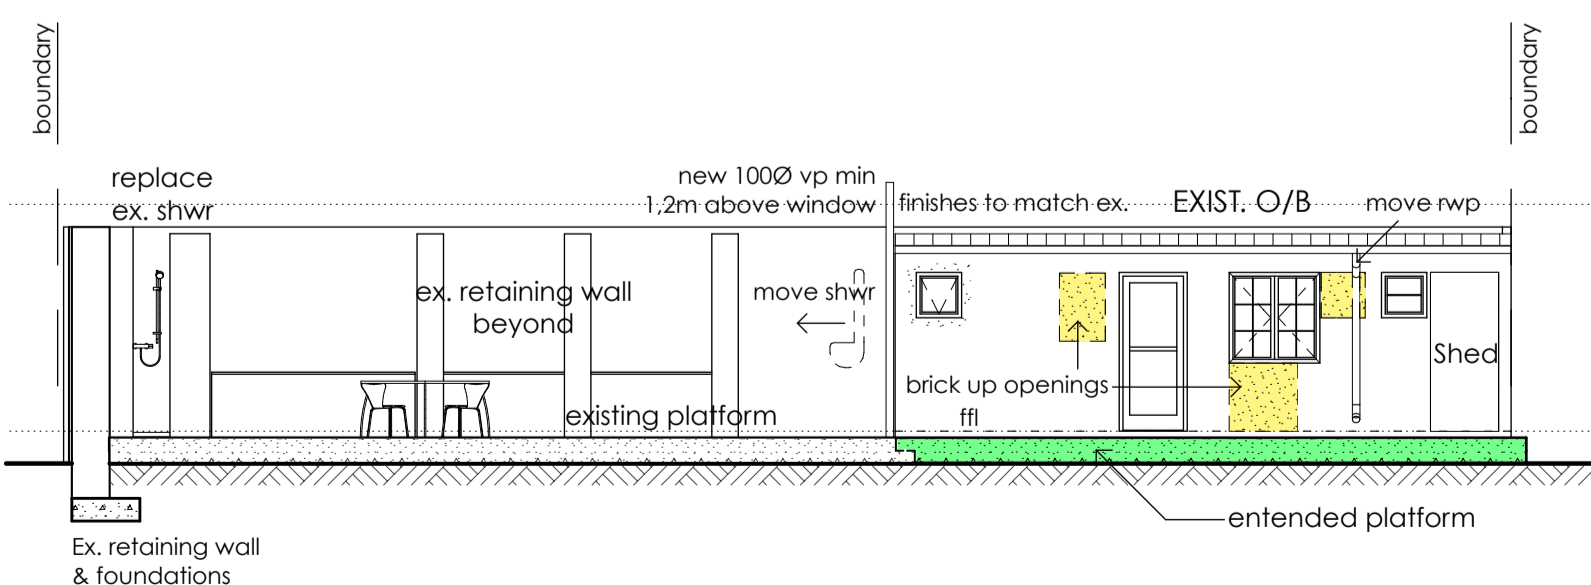 boundary
boundary
replace
ex. shwr
new 100Ø vp min
1,2m above window
finishes to match ex.
EXIST. O/B
move rwp
ex. retaining wall
beyond
move shwr
Shed
brick up openings
existing platform
ffl
entended platform
Ex. retaining wall
& foundations